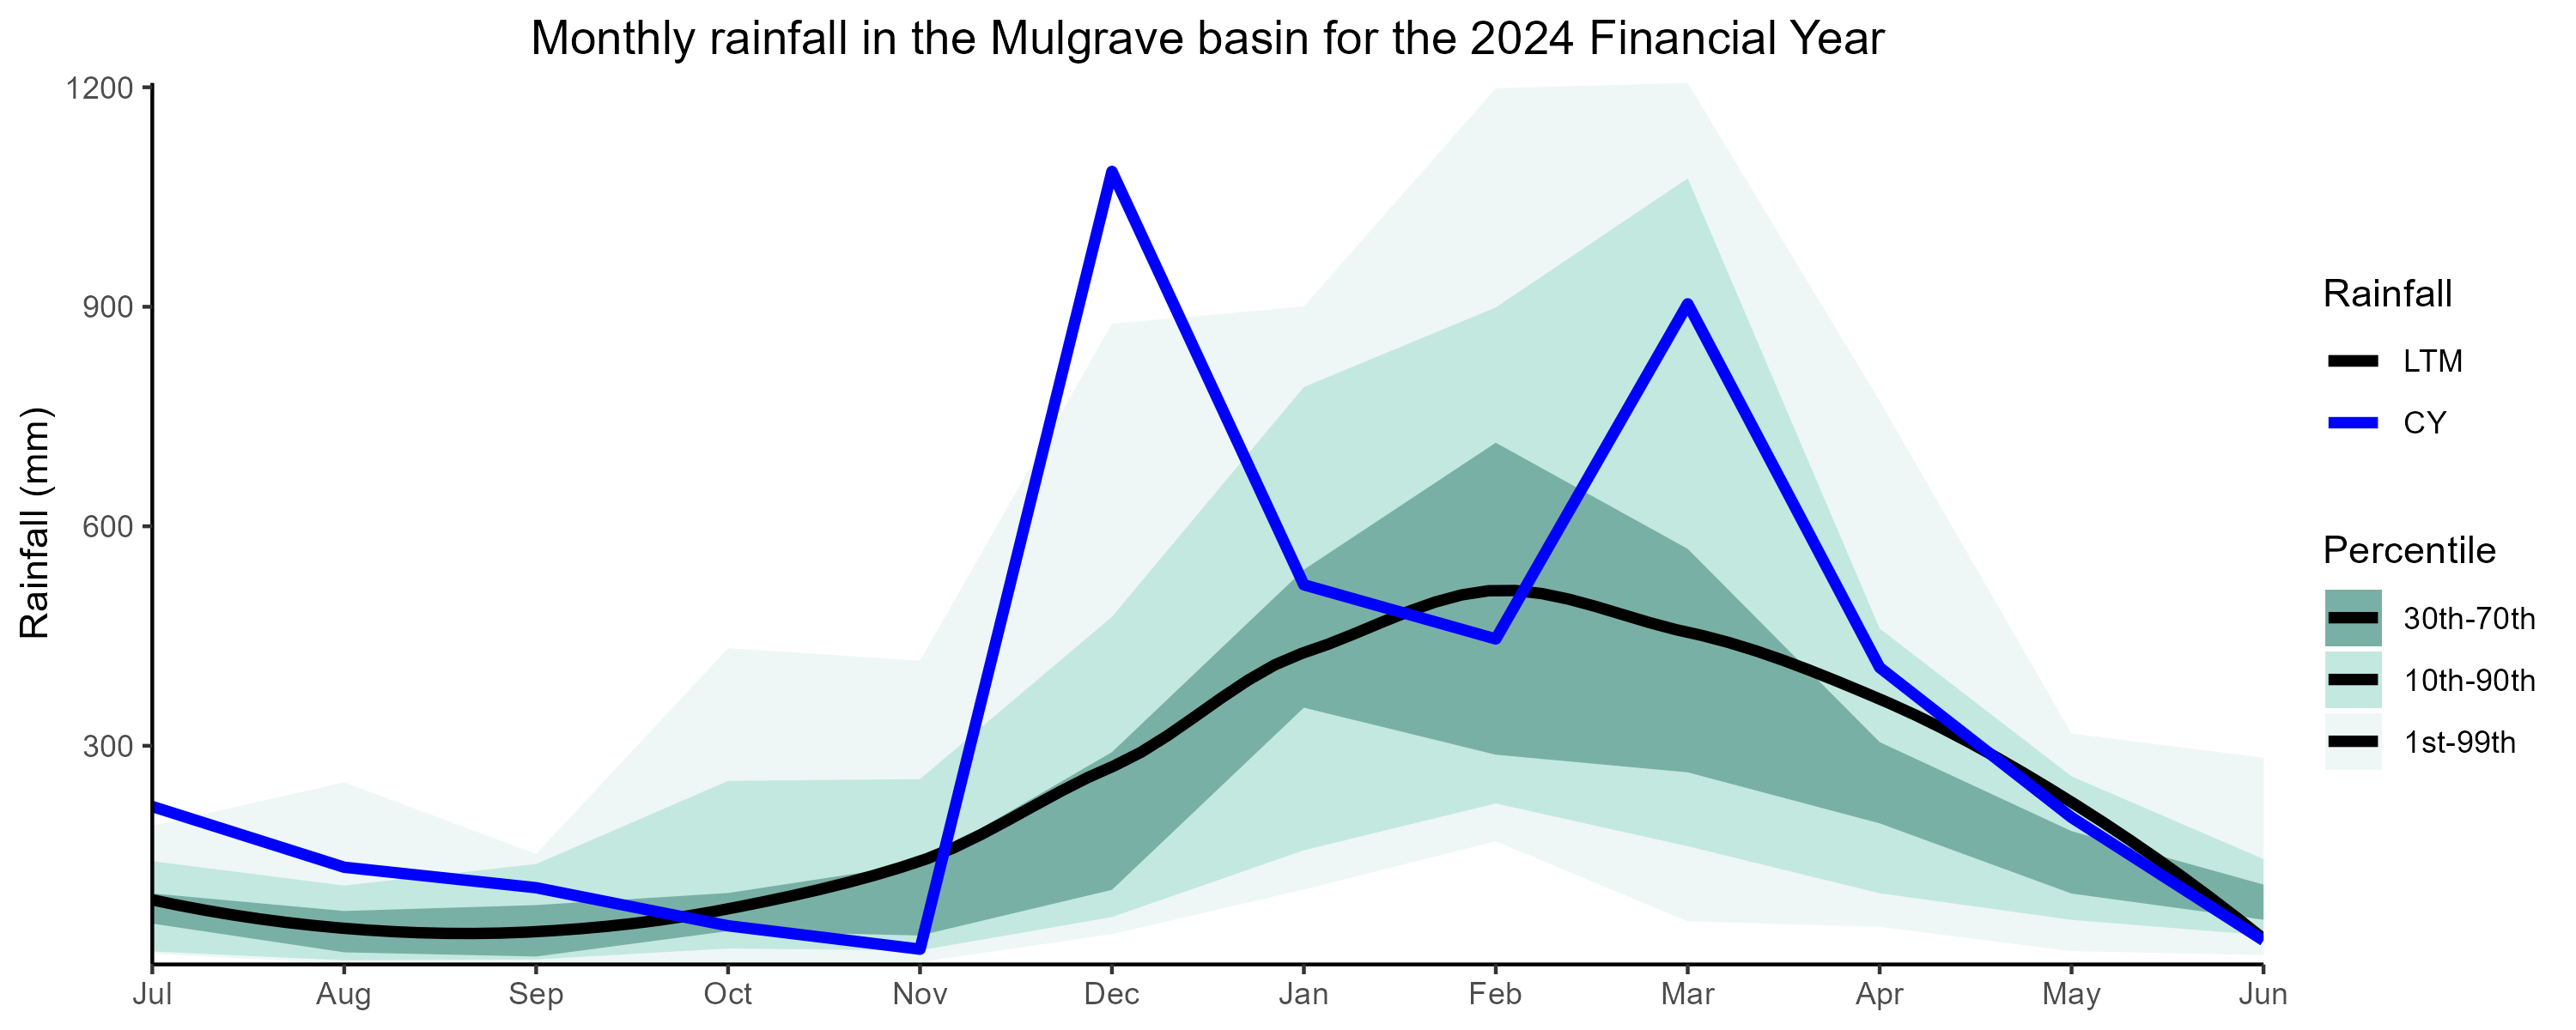 Monthly rainfall in the Mulgrave basin for the 2024 Financial Year
1200
900
600
300
Rainfall (mm)
Jul Aug Sep Oct Nov Dec Jan Feb Mar Apr May Jun
Rainfall
LTM
CY
Percentile
30th-70th
10th-90th
1st-99th